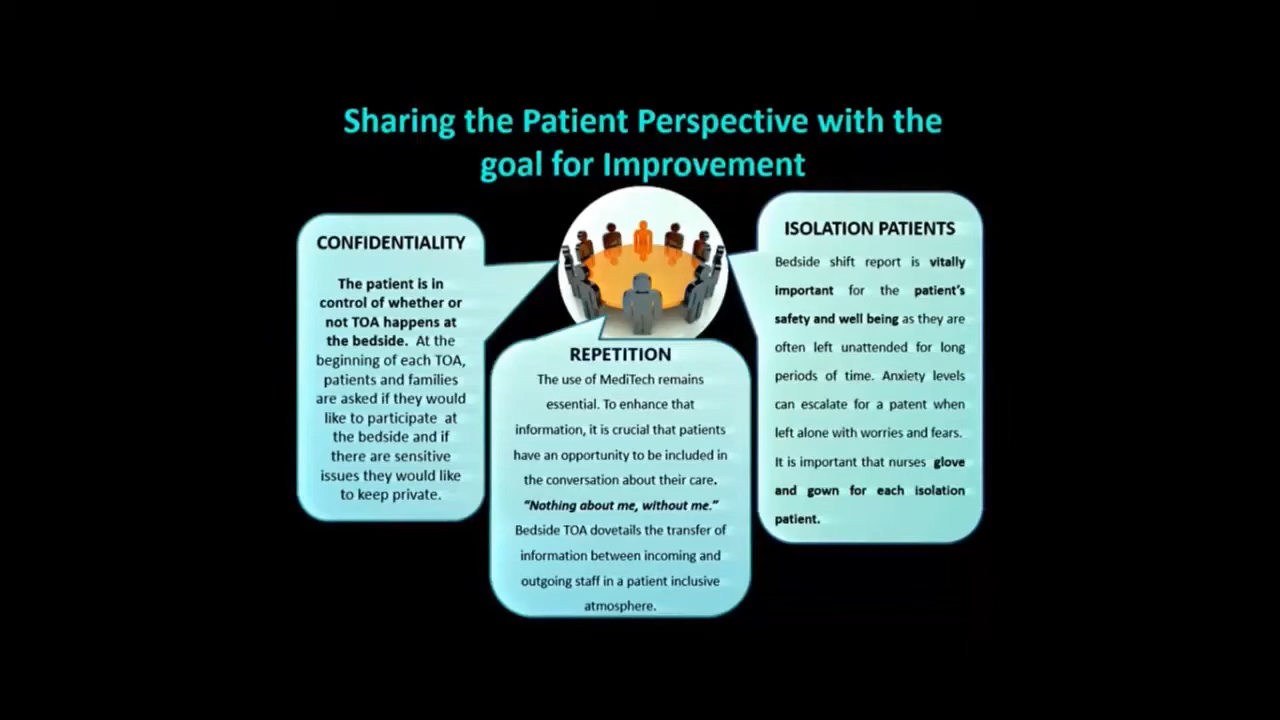 Sharing the Patient Perspective with the
goal for Improvement
CONFIDENTIALITY
The patient is in
control of whether or
not TOA happens at
the bedside. At the
beginning of each TOA,
patients and families
are asked if they would
like to participate at
the bedside and if
there are sensitive
issues they would like
to keep private.
REPETITION
The use of MediTech remains
essential. To enhance that
information, it is crucial that patients
have an opportunity to be included in
the conversation about their care.
“Nothing about me, without me.”
Bedside TOA dovetails the transfer of
information between incoming and
outgoing staff in a patient inclusive
atmosphere.
ISOLATION PATIENTS
Bedside shift report is vitally
important for the patient’s
safety and well being as they are
often left unattended for long
periods of time. Anxiety levels
can escalate for a patent when
left alone with worries and fears.
It is important that nurses glove
and gown for each isolation
patient.